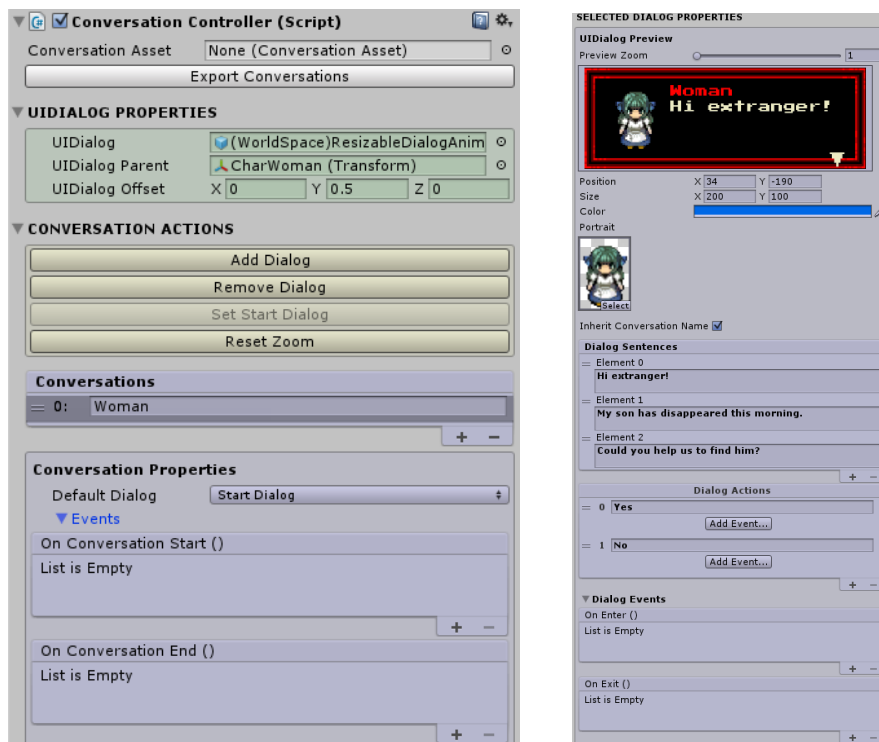 Conversation Controller (Script)
Conversation Asset None (Conversation Asset)
Export Conversations
UIDIALOG PROPERTIES
UIDialog (WorldSpace)ResizableDialogAnim
UIDialog Parent CharWoman (Transform)
UIDialog Offset X 0 Y 0.5 Z 0
CONVERSATION ACTIONS
Add Dialog
Remove Dialog
Set Start Dialog
Reset Zoom
Conversations
0: Woman
+ −
Conversation Properties
Default Dialog Start Dialog
Events
On Conversation Start ()
List is Empty
+ −
On Conversation End ()
List is Empty
+ −
SELECTED DIALOG PROPERTIES
UIDialog Preview
Preview Zoom 1
Woman
Hi extranger!
Position X 34 Y -190
Size X 200 Y 100
Color
Portrait
Select
Inherit Conversation Name
Dialog Sentences
Element 0
Hi extranger!
Element 1
My son has disappeared this morning.
Element 2
Could you help us to find him?
+ −
Dialog Actions
0 Yes
Add Event...
1 No
Add Event...
+ −
Dialog Events
On Enter ()
List is Empty
+ −
On Exit ()
List is Empty
+ −